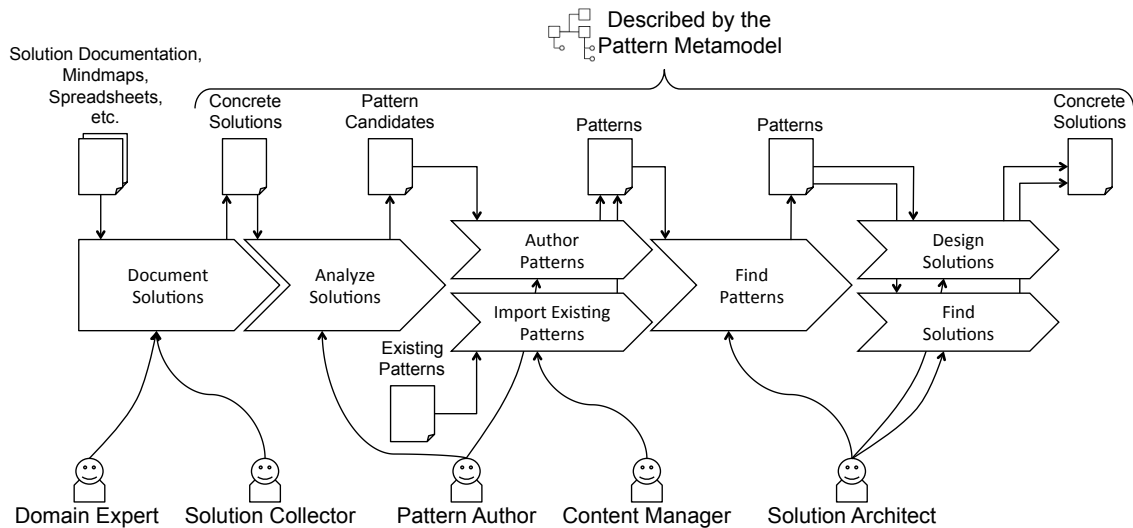 Described by the
Pattern Metamodel
Solution Documentation,
Mindmaps,
Spreadsheets,
etc.
Concrete
Solutions
Pattern
Candidates
Patterns
Patterns
Concrete
Solutions
Document
Solutions
Analyze
Solutions
Author
Patterns
Import Existing
Patterns
Find
Patterns
Design
Solutions
Find
Solutions
Existing
Patterns
Domain Expert
Solution Collector
Pattern Author
Content Manager
Solution Architect